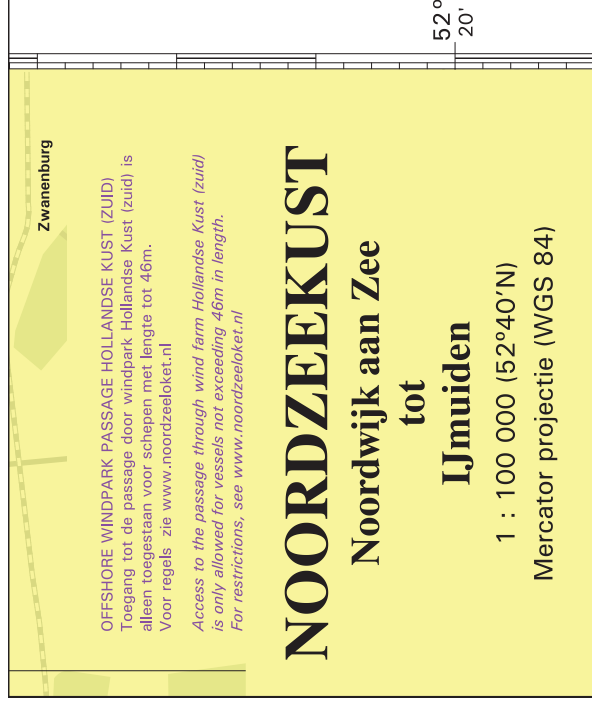 Zwanenburg
OFFSHORE WINDPARK PASSAGE HOLLANDSE KUST (ZUID)
Toegang tot de passage door windpark Hollandse Kust (zuid) is
alleen toegestaan voor schepen met lengte tot 46m.
Voor regels zie www.noordzeeloket.nl
Access to the passage through wind farm Hollandse Kust (zuid)
is only allowed for vessels not exceeding 46m in length.
For restrictions, see www.noordzeeloket.nl
NOORDZEEKUST
Noordwijk aan Zee
tot
IJmuiden
1 : 100 000 (52°40'N)
Mercator projectie (WGS 84)
52°
20'